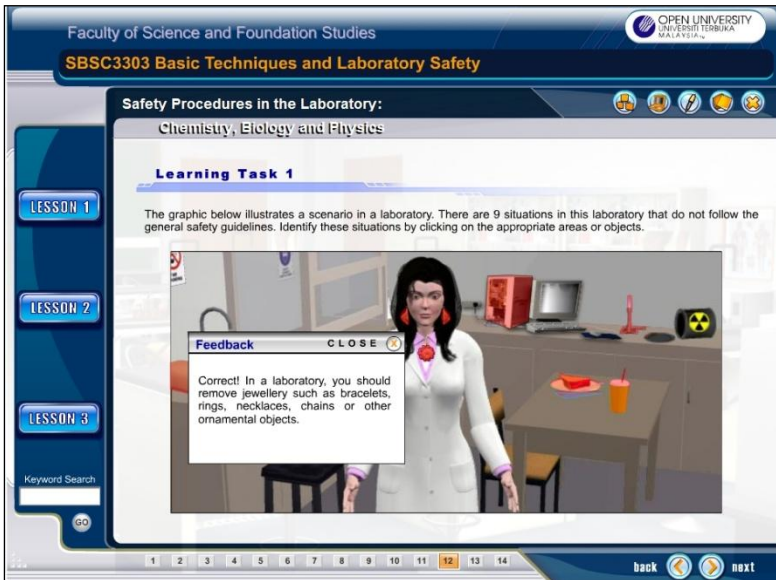 Faculty of Science and Foundation Studies
OPEN UNIVERSITY
UNIVERSITI TERBUKA
MALAYSIA
SBSC3303 Basic Techniques and Laboratory Safety
Safety Procedures in the Laboratory:
Chemistry, Biology and Physics
Learning Task 1
LESSON 1
The graphic below illustrates a scenario in a laboratory. There are 9 situations in this laboratory that do not follow the
general safety guidelines. Identify these situations by clicking on the appropriate areas or objects.
LESSON 2
Feedback CLOSE X
Correct! In a laboratory, you should
remove jewellery such as bracelets,
rings, necklaces, chains or other
ornamental objects.
LESSON 3
Keyword Search
GO
1 2 3 4 5 6 7 8 9 10 11 12 13 14
back next